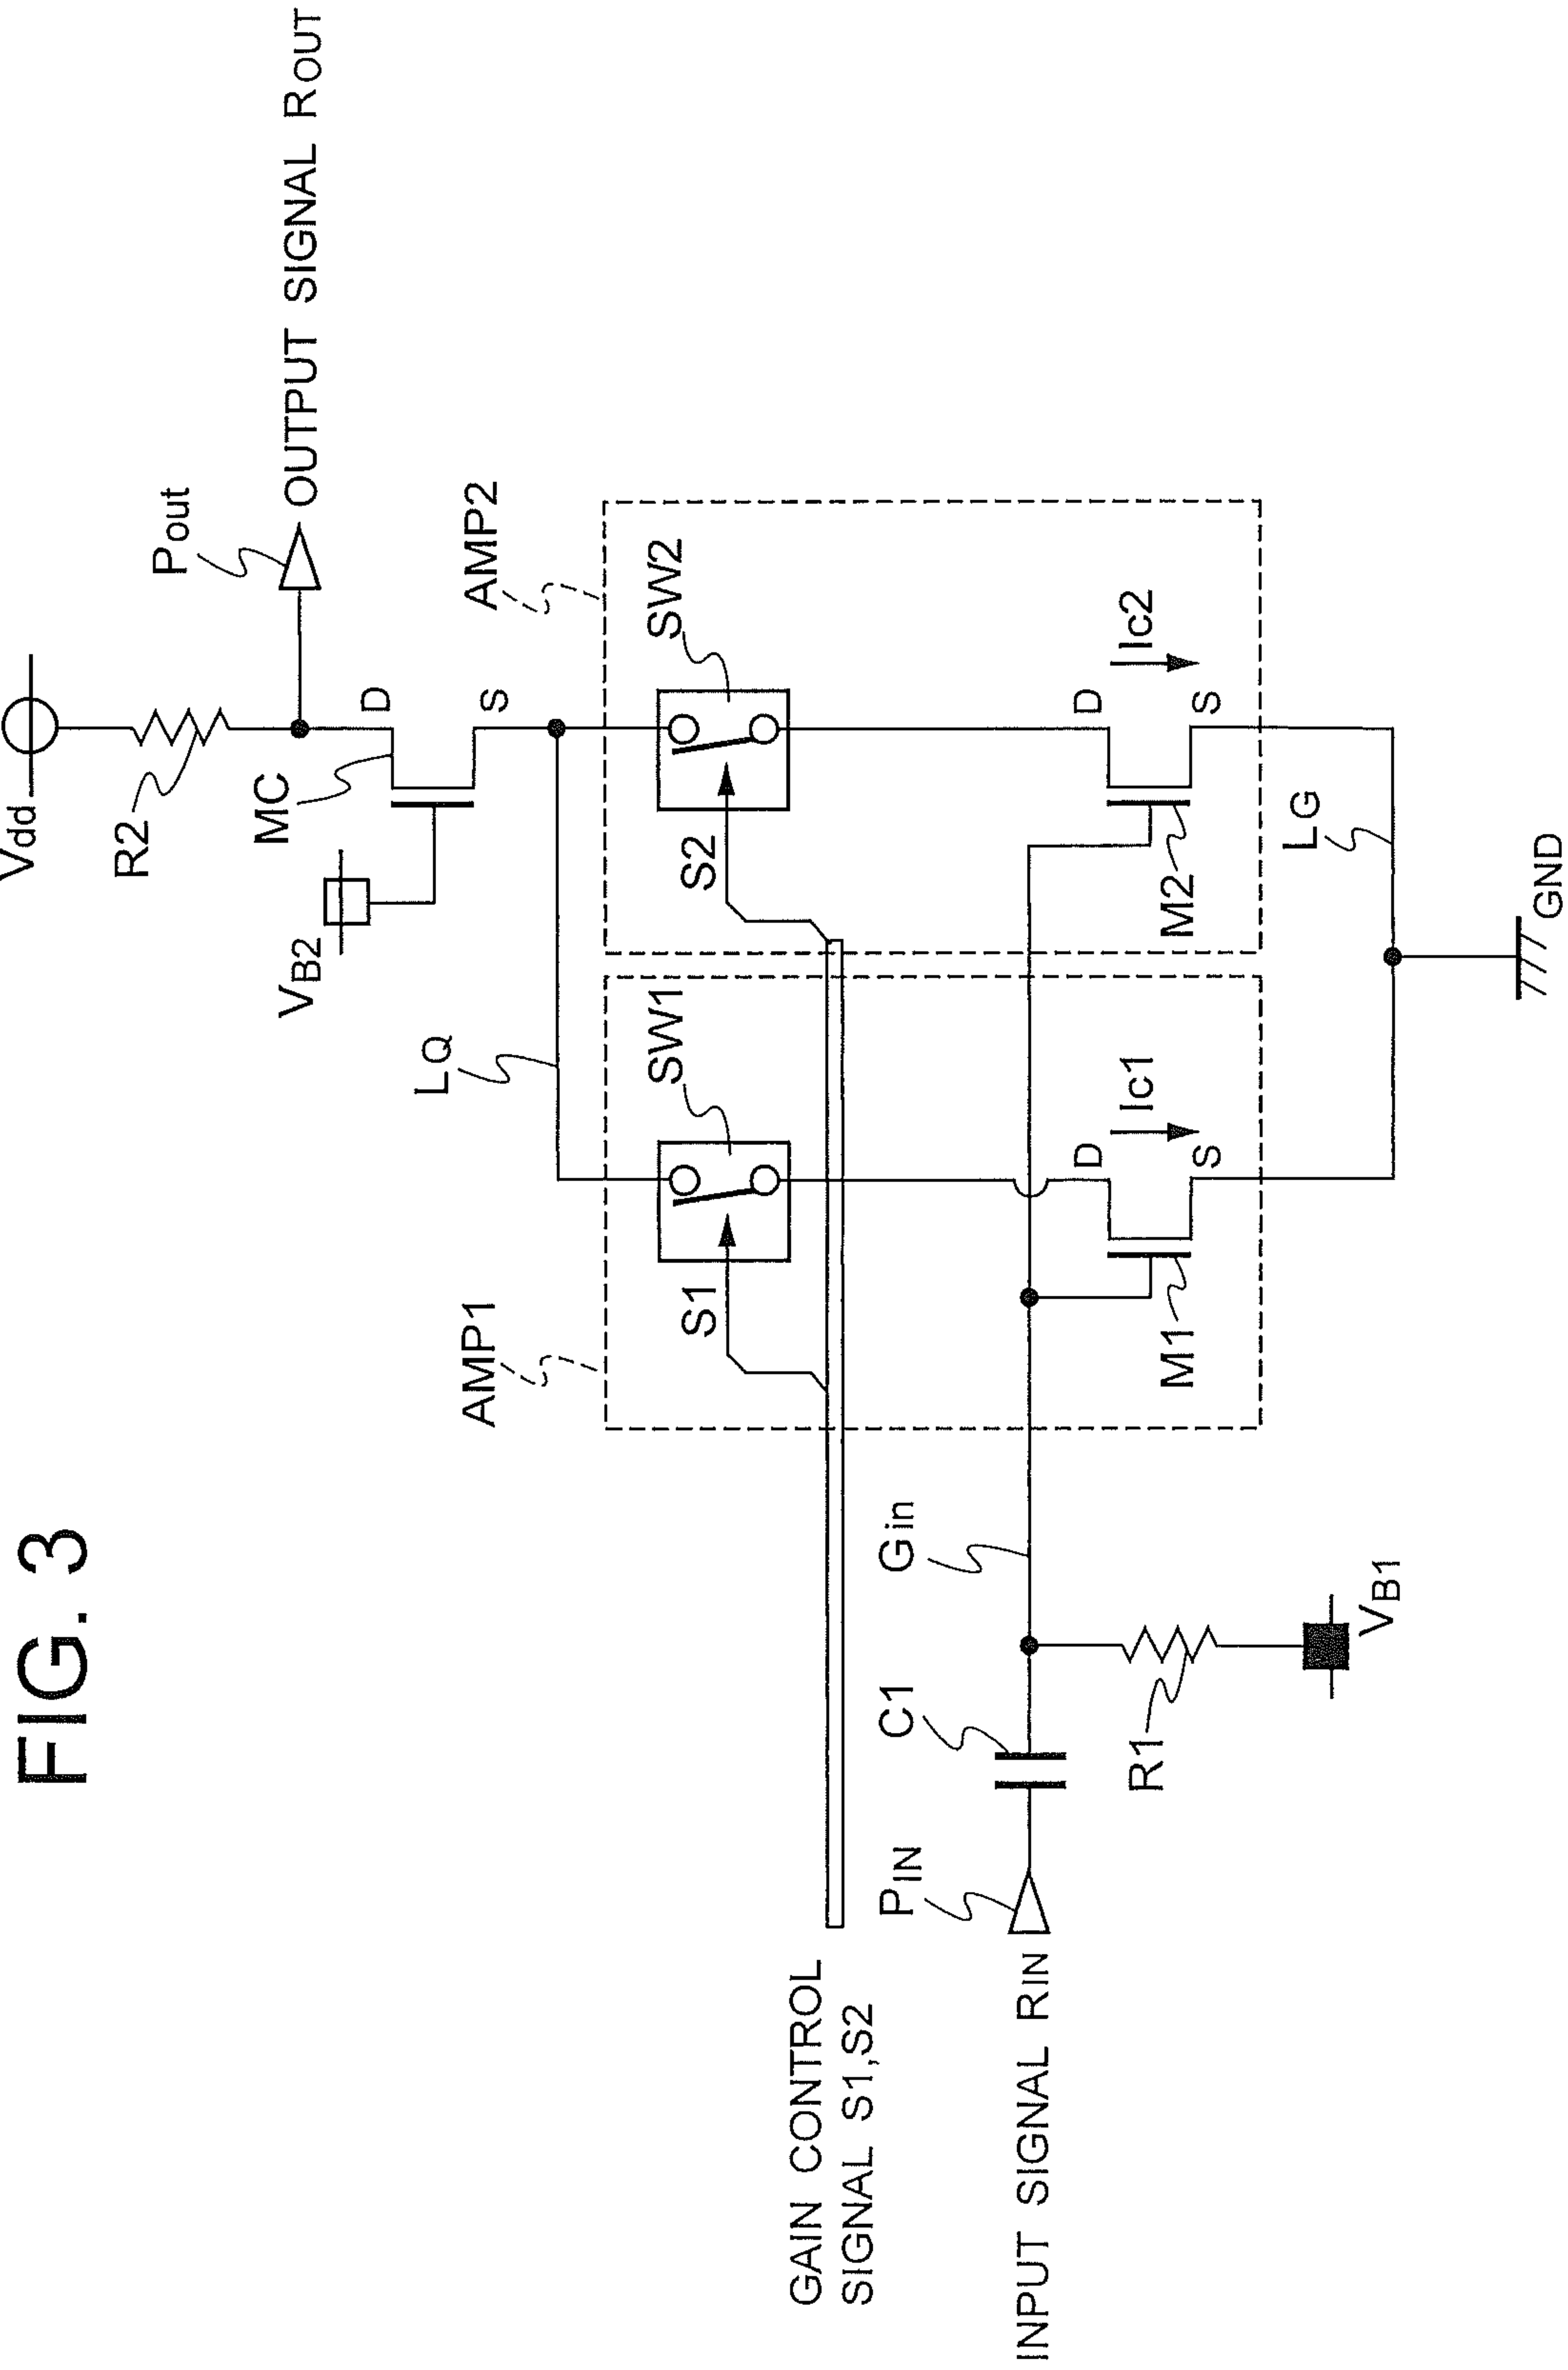 FIG. 3
Vdd
R2
Pout
OUTPUT SIGNAL ROUT
MC
D
S
VB2
LQ
AMP1
AMP2
SW1
SW2
S1
S2
GAIN CONTROL
SIGNAL S1,S2
PIN
C1
Gin
INPUT SIGNAL RIN
R1
VB1
D
Ic1
S
M1
D
Ic2
S
M2
LG
GND